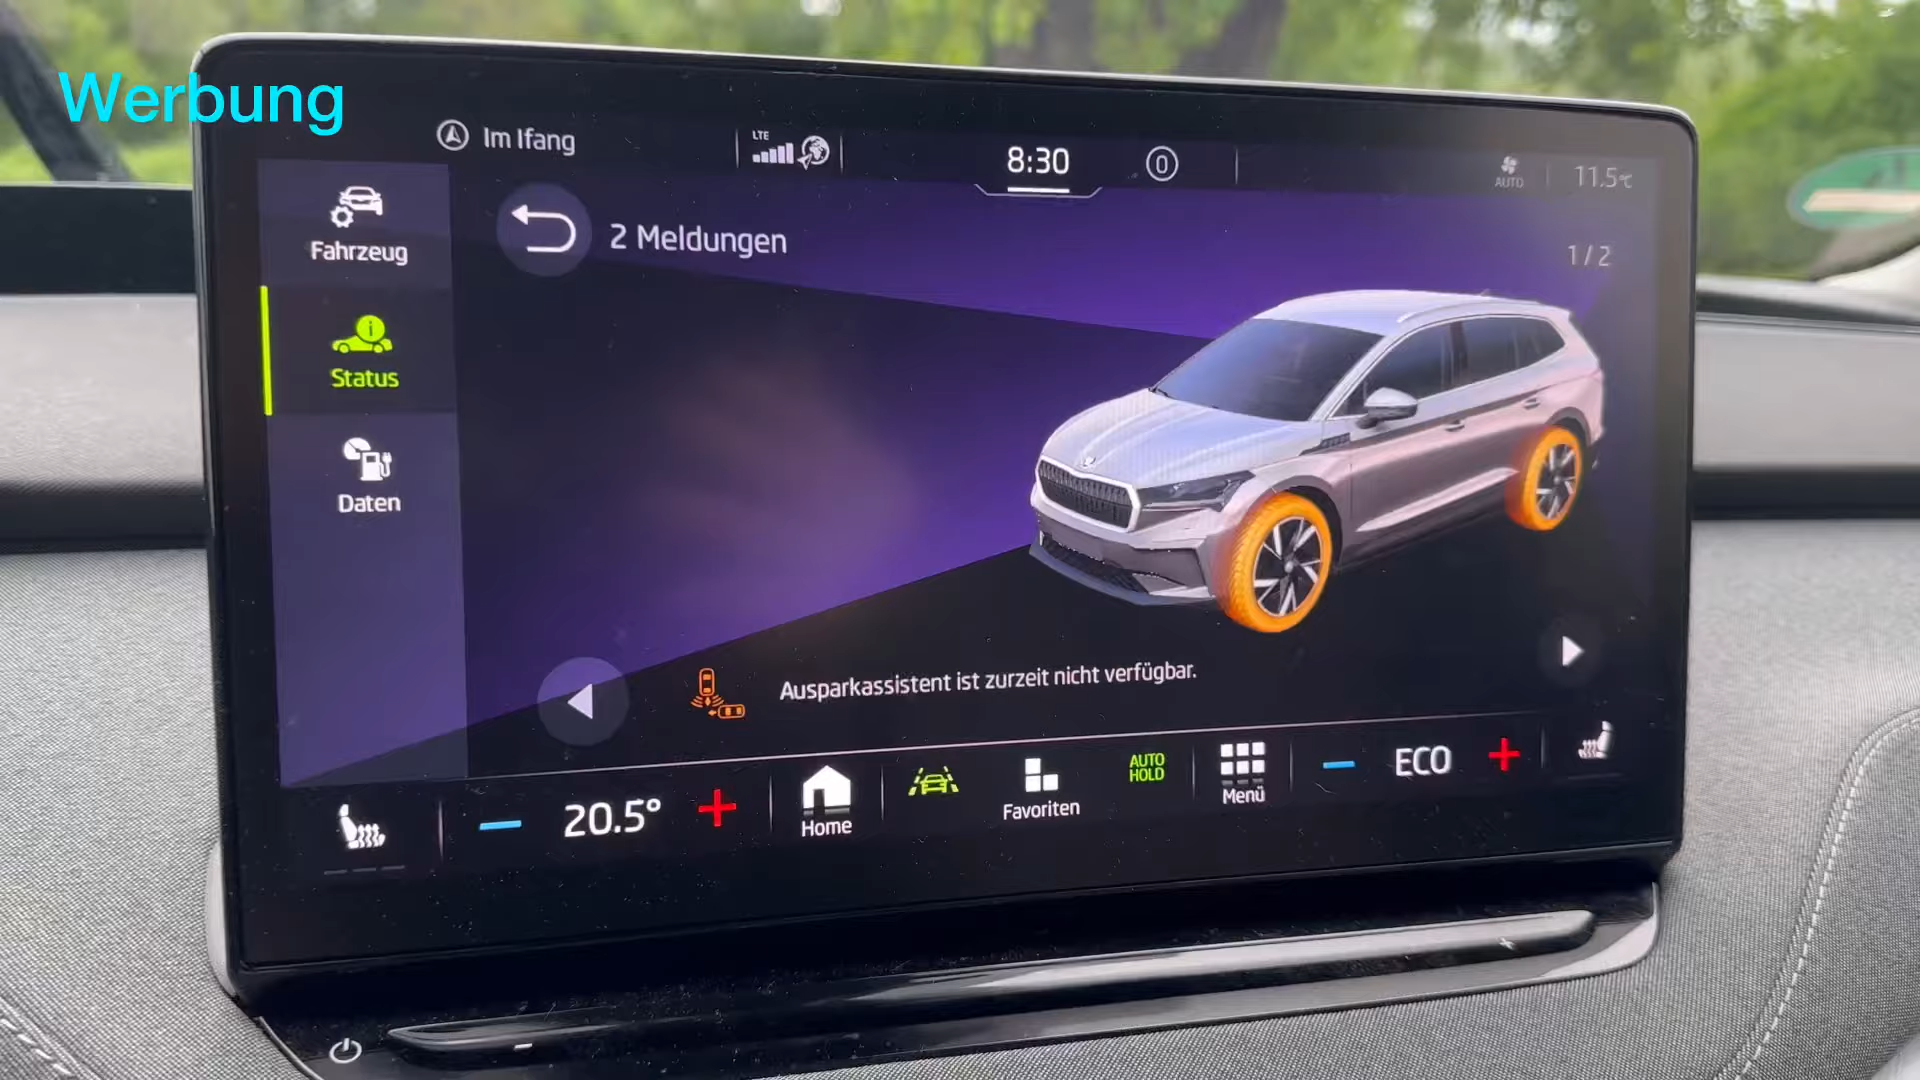 Werbung
Im Ifang
LTE
8:30
0
AUTO
11.5°C
Fahrzeug
2 Meldungen
1/2
Status
Daten
Ausparkassistent ist zurzeit nicht verfügbar.
20.5°
Home
Favoriten
AUTO
HOLD
Menü
ECO